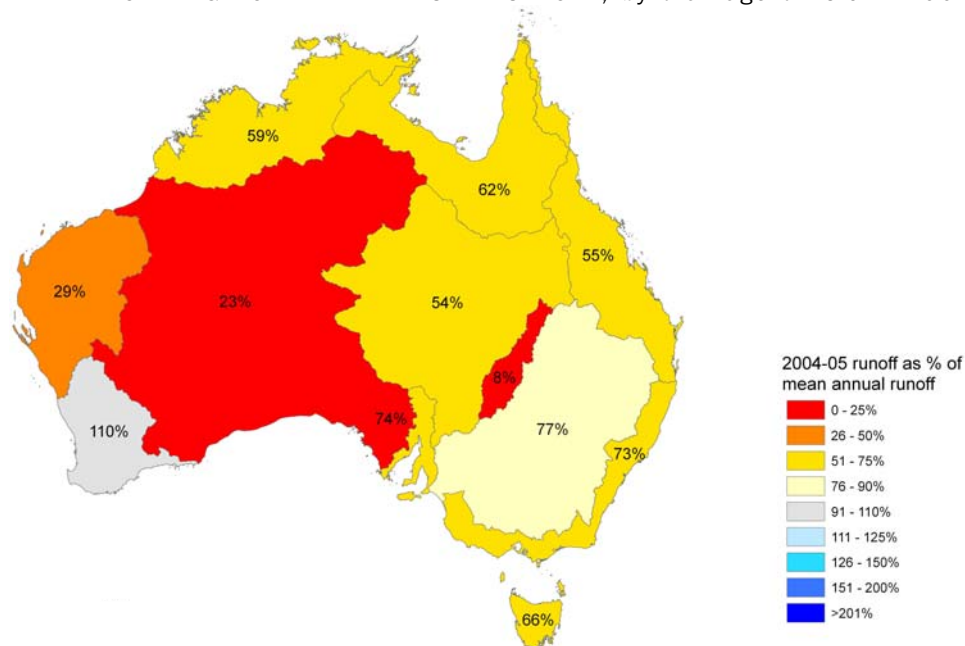 59%
62%
55%
29%
23%
54%
8%
74%
77%
110%
73%
66%
2004-05 runoff as % of
mean annual runoff
0 - 25%
26 - 50%
51 - 75%
76 - 90%
91 - 110%
111 - 125%
126 - 150%
151 - 200%
>201%